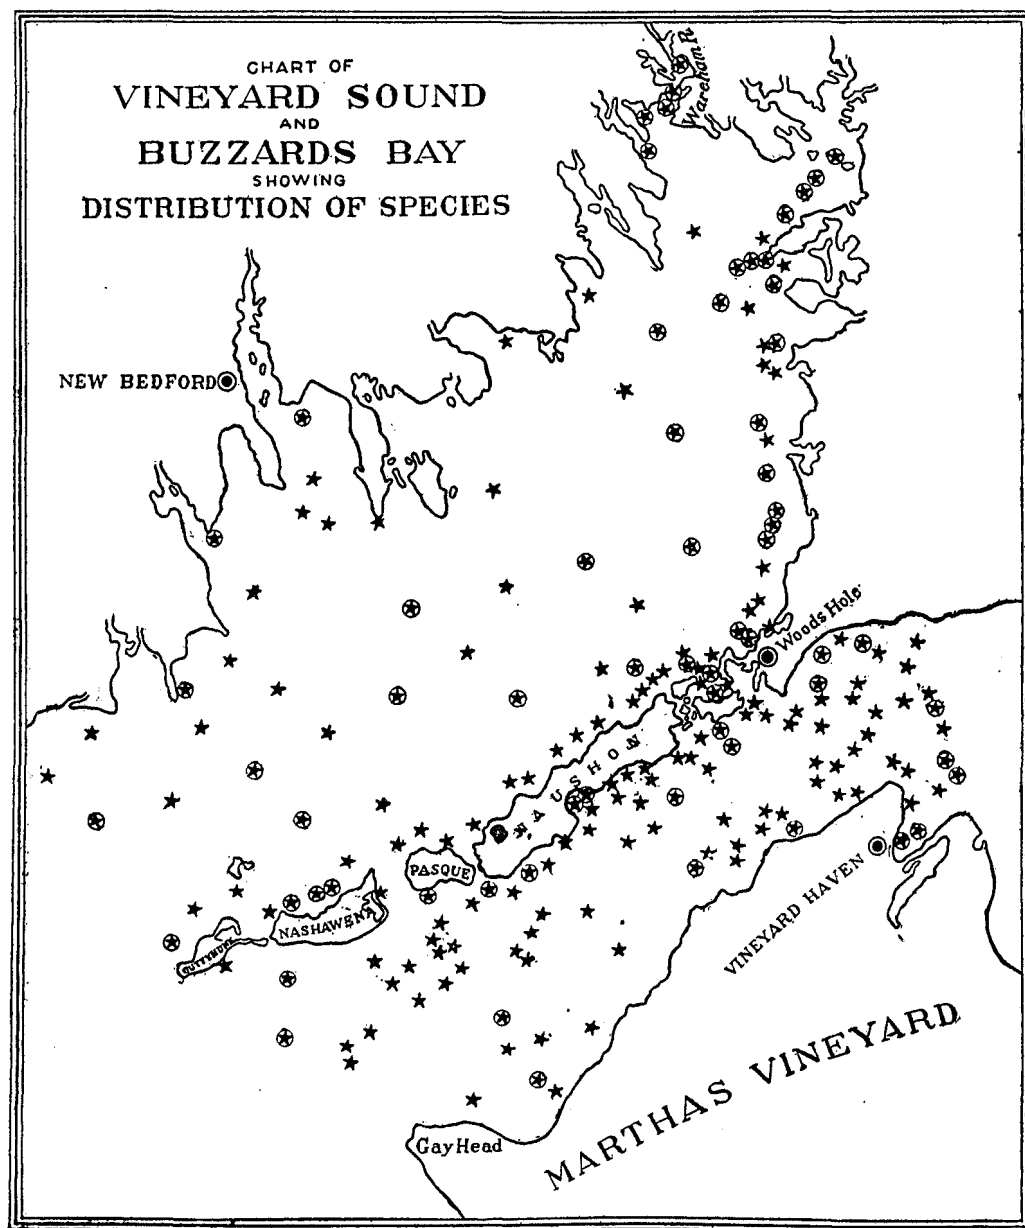 CHART OF
VINEYARD SOUND
AND
BUZZARDS BAY
SHOWING
DISTRIBUTION OF SPECIES
Wareham R.
NEW BEDFORD
Woods Hole
NAUSHON
PASQUE
NASHAWENA
CUTTYHUNK
VINEYARD HAVEN
MARTHAS VINEYARD
Gay Head